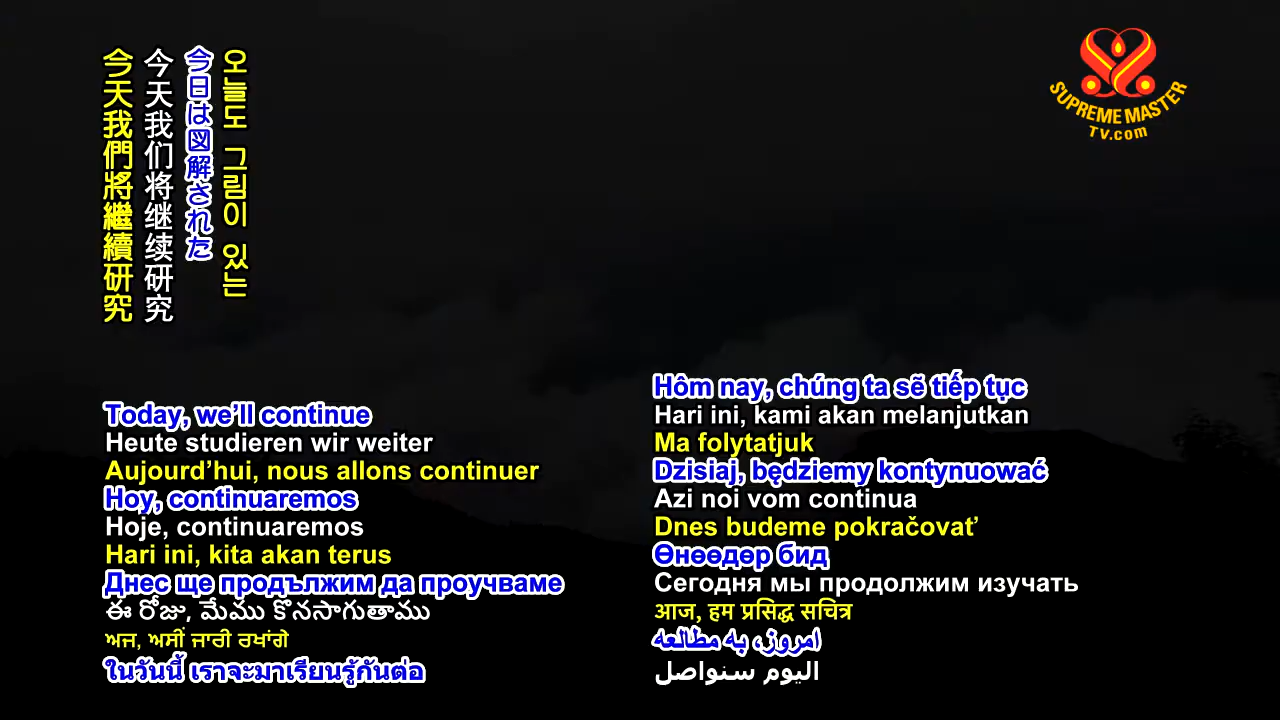 今天我們將繼續研究
今天我们将继续研究
今日は図解された
오늘도 그림이 있는
SUPREME MASTER
TV.com
Today, we’ll continue
Heute studieren wir weiter
Aujourd’hui, nous allons continuer
Hoy, continuaremos
Hoje, continuaremos
Hari ini, kita akan terus
Днес ще продължим да проучваме
ఈ రోజు, మేము కొనసాగుతాము
ਅਜ, ਅਸੀਂ ਜਾਰੀ ਰਖਾਂਗੇ
ในวันนี้ เราจะมาเรียนรู้กันต่อ
Hôm nay, chúng ta sẽ tiếp tục
Hari ini, kami akan melanjutkan
Ma folytatjuk
Dzisiaj, będziemy kontynuować
Azi noi vom continua
Dnes budeme pokračovať
Өнөөдөр бид
Сегодня мы продолжим изучать
आज, हम प्रसिद्ध सचित्र
امروز، به مطالعه
اليوم سنواصل